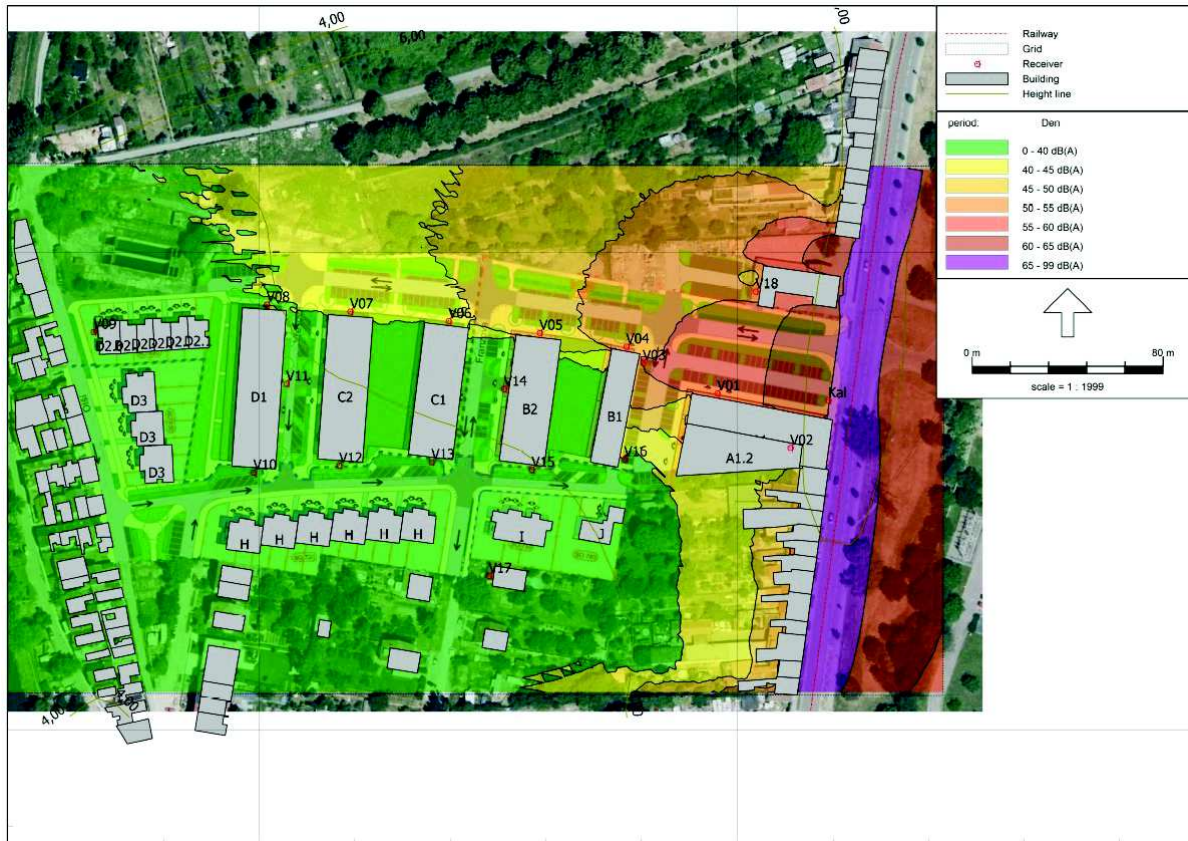 4,00
6,00
Railway
Grid
Receiver
Building
Height line
period: Den
0 - 40 dB(A)
40 - 45 dB(A)
45 - 50 dB(A)
50 - 55 dB(A)
55 - 60 dB(A)
60 - 65 dB(A)
65 - 99 dB(A)
0 m
80 m
scale = 1 : 1999
V18
V08
V07
V06
V05
V04
V03
V09
D2.1
V11
V14
V01
Kai
D3
D1
C2
C1
B2
B1
D3
V02
A1.2
D3
V10
V12
V13
V15
V16
H
H
H
H
H
H
I
J
V17
4,00